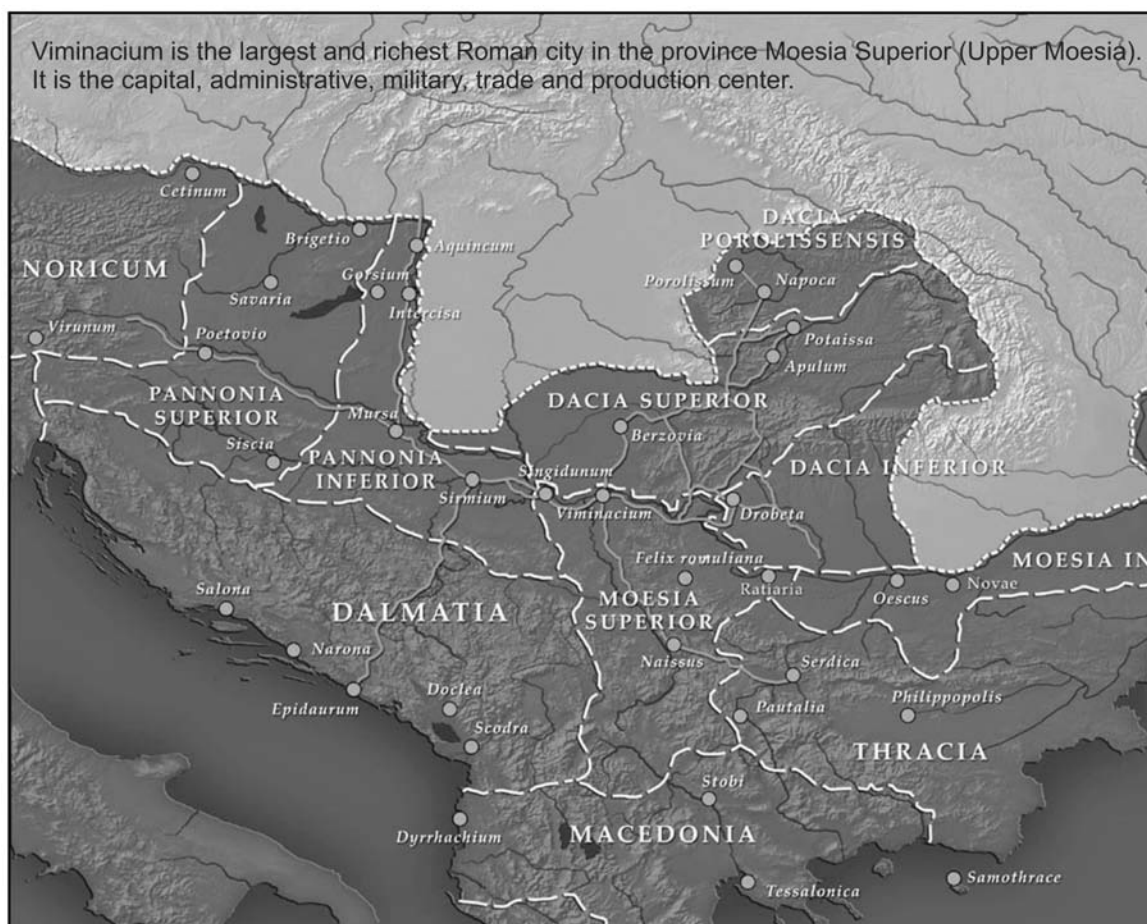 Viminacium is the largest and richest Roman city in the province Moesia Superior (Upper Moesia).
It is the capital, administrative, military, trade and production center.
Cetinum
NORICUM
Brigetio
Aquincum
DACIA
POROLISSENSIS
Savaria
Gorsium
Intercisa
Porolissum
Napoca
Virunum
Poetovio
Potaissa
Apulum
PANNONIA
SUPERIOR
DACIA SUPERIOR
Mursa
Berzovia
Siscia
PANNONIA
INFERIOR
Singidunum
DACIA INFERIOR
Sirmium
Viminacium
Drobeta
Felix romuliana
MOESIA IN
Salona
DALMATIA
MOESIA
SUPERIOR
Ratiaria
Oescus
Novae
Narona
Naissus
Serdica
Epidaurum
Doclea
Pautalia
Philippopolis
Scodra
THRACIA
Stobi
Dyrrhachium
MACEDONIA
Tessalonica
Samothrace